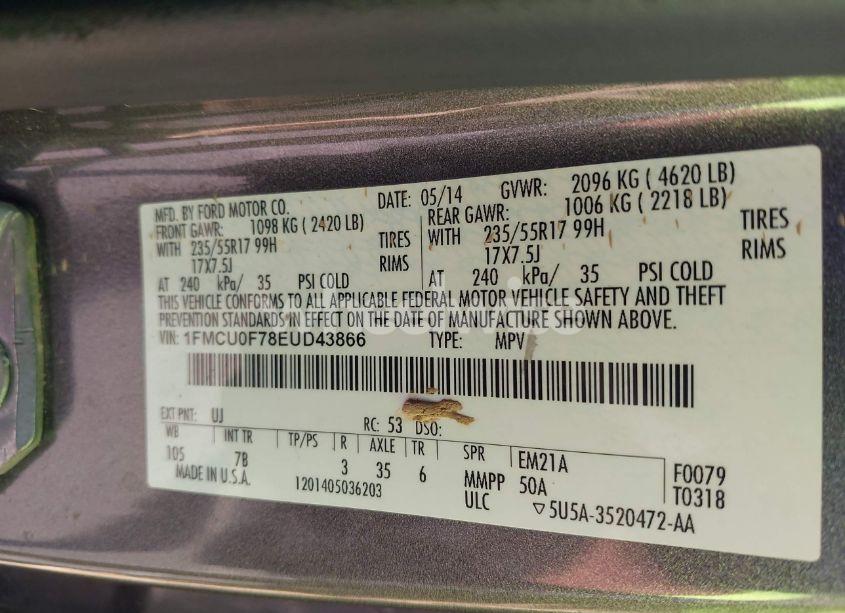 MFD. BY FORD MOTOR CO.
DATE: 05/14 GVWR: 2096 KG ( 4620 LB)
FRONT GAWR: 1098 KG ( 2420 LB)
WITH 235/55R17 99H TIRES
17X7.5J RIMS
AT 240 kPa/ 35 PSI COLD
REAR GAWR: 1006 KG ( 2218 LB)
WITH 235/55R17 99H TIRES
17X7.5J RIMS
AT 240 kPa/ 35 PSI COLD
THIS VEHICLE CONFORMS TO ALL APPLICABLE FEDERAL MOTOR VEHICLE SAFETY AND THEFT
PREVENTION STANDARDS IN EFFECT ON THE DATE OF MANUFACTURE SHOWN ABOVE.
VIN: 1FMCU0F78EUD43866 TYPE: MPV
EXT PNT: UJ RC: 53 DSO:
WB INT TR TP/PS R AXLE TR SPR
105 7B 3 35 6
EM21A
MMPP 50A
ULC
F0079
T0318
MADE IN U.S.A. 1201405036203
▽5U5A-3520472-AA